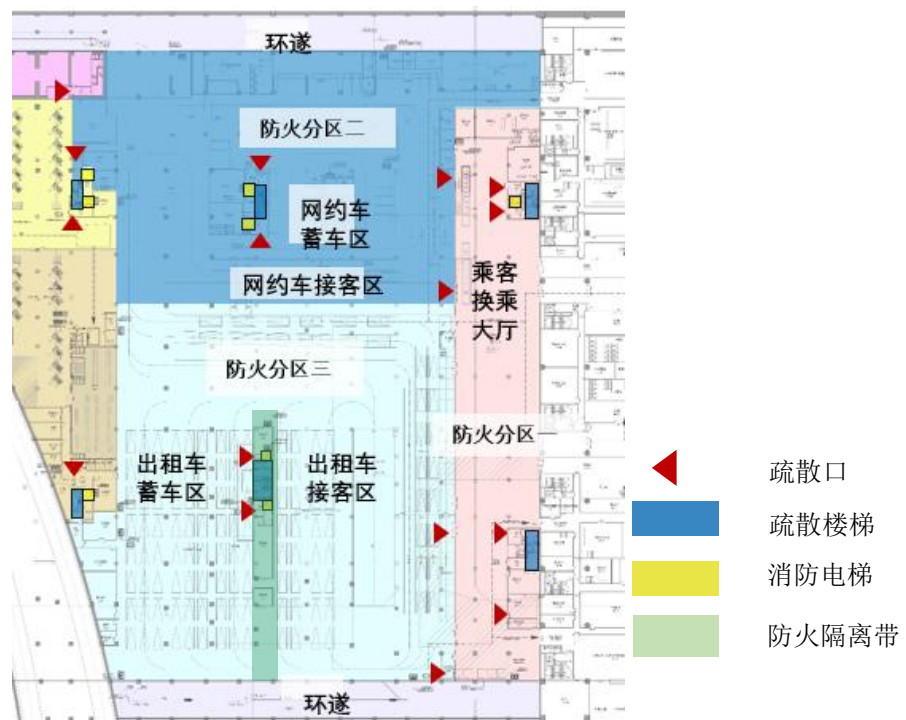 环遂
防火分区二
网约车
蓄车区
网约车接客区
乘客
换乘
大厅
防火分区三
防火分区一
出租车
蓄车区
出租车
接客区
环遂
疏散口
疏散楼梯
消防电梯
防火隔离带